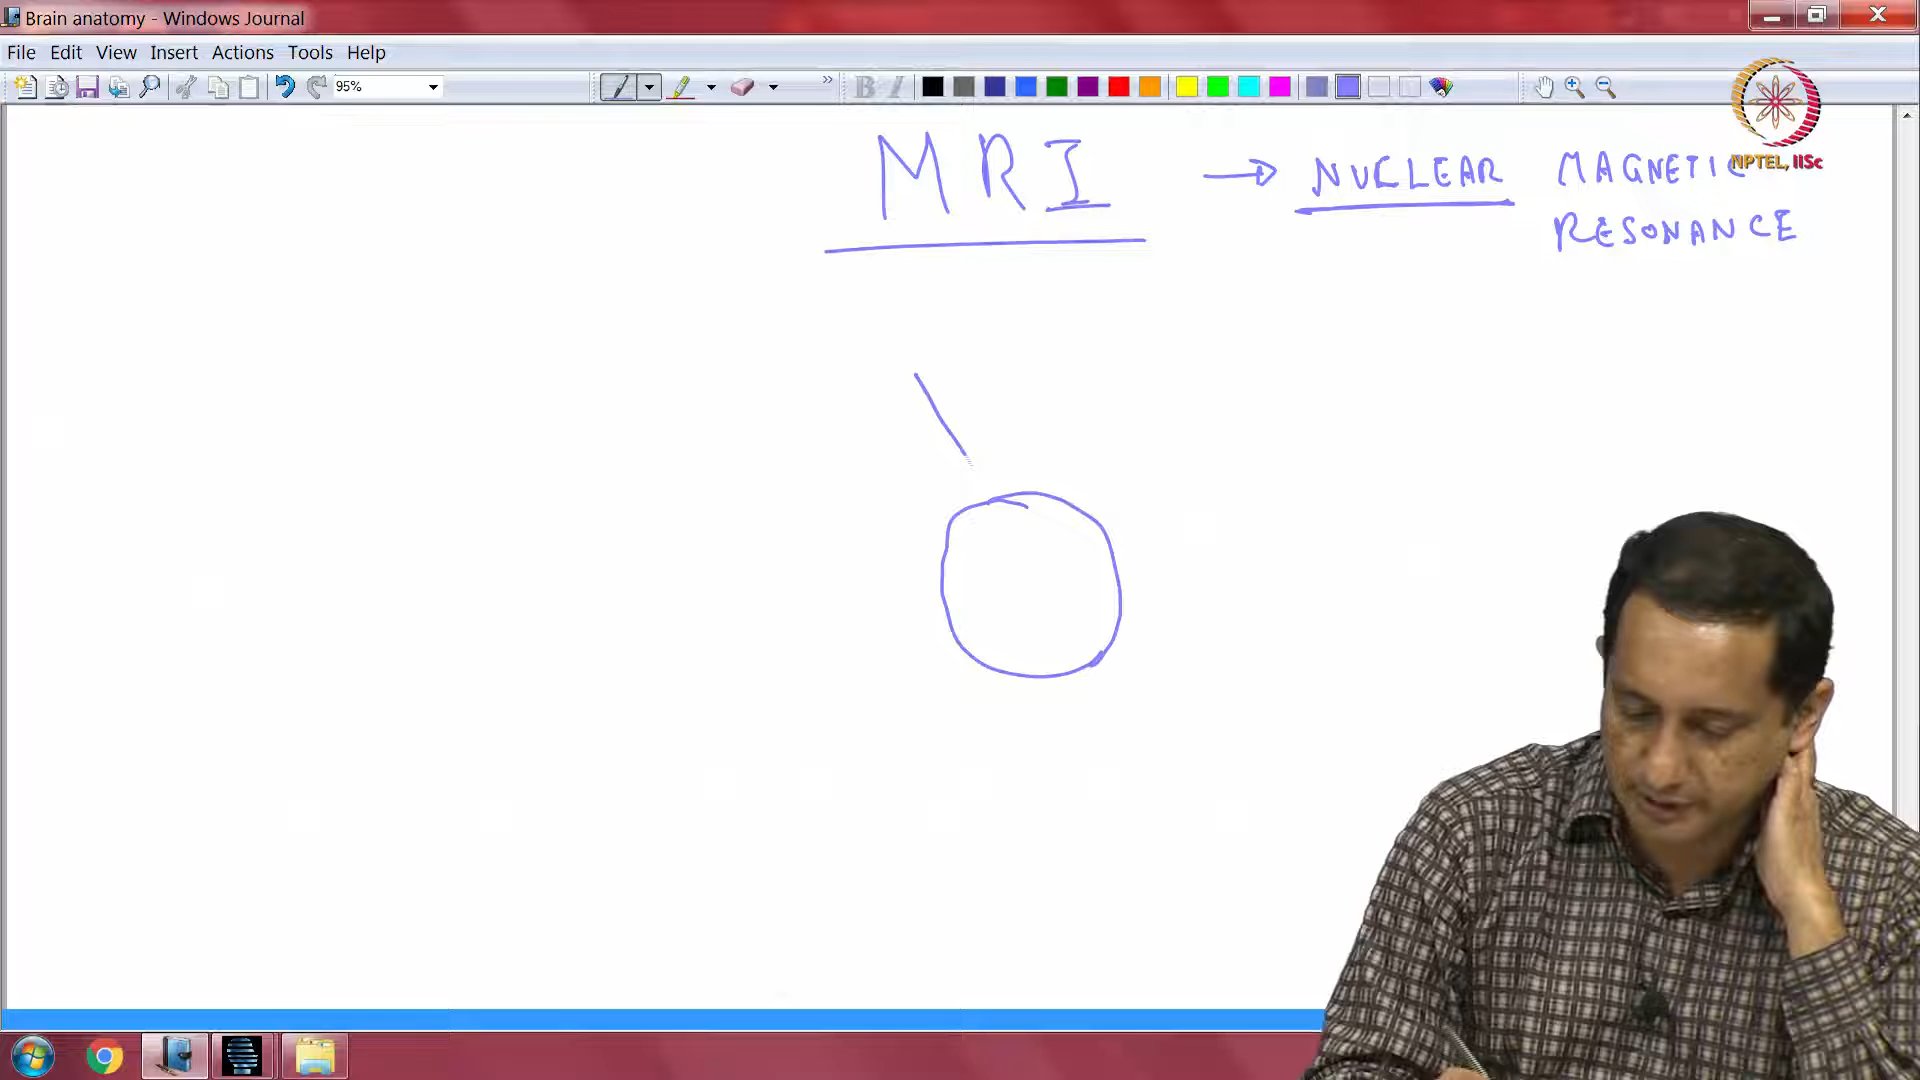 Brain anatomy - Windows Journal
File Edit View Insert Actions Tools Help
95%
B I
NPTEL, IISc
MRI → NUCLEAR MAGNETIC
RESONANCE